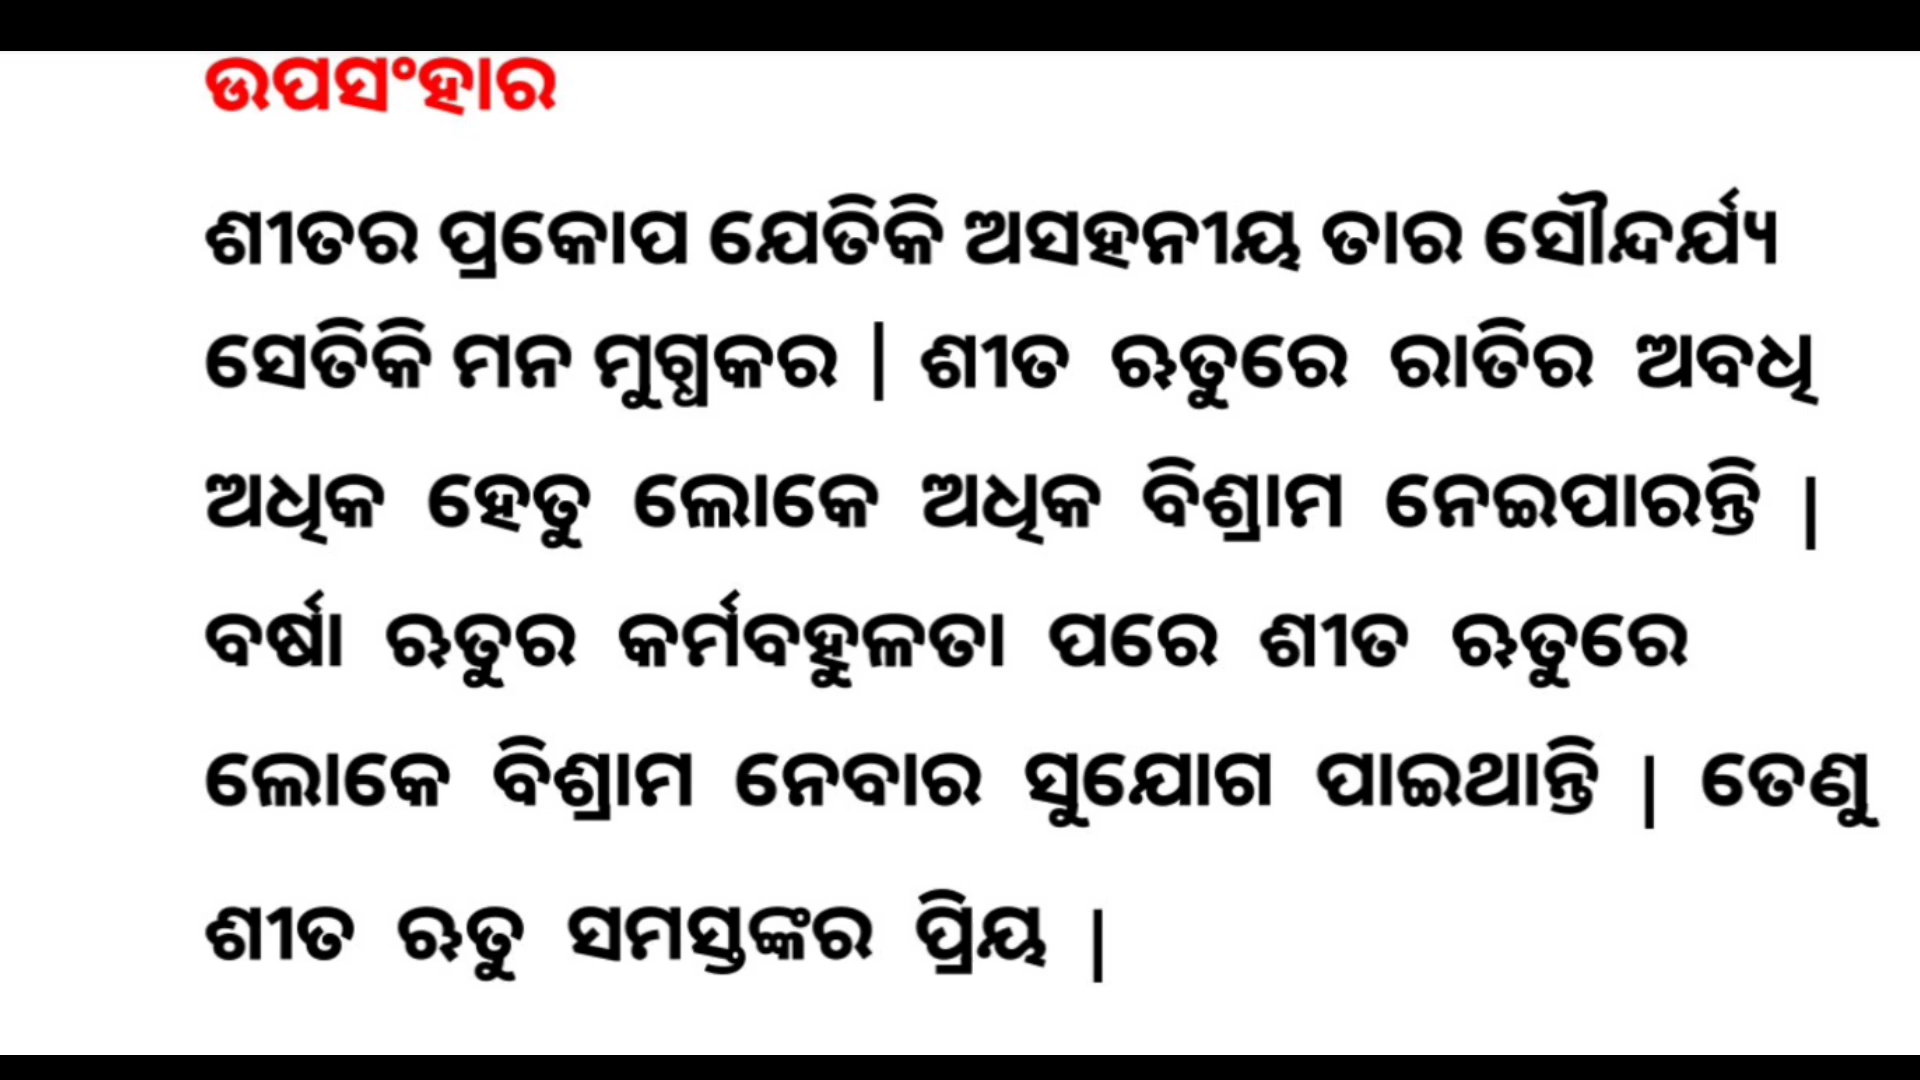 ଉପସଂହାର
ଶୀତର ପ୍ରକୋପ ଯେତିକି ଅସହନୀୟ ତାର ସୌନ୍ଦର୍ଯ୍ୟ
ସେତିକି ମନ ମୁଗ୍ଧକର | ଶୀତ ଋତୁରେ ରାତିର ଅବଧି
ଅଧିକ ହେତୁ ଲୋକେ ଅଧିକ ବିଶ୍ରାମ ନେଇପାରନ୍ତି |
ବର୍ଷା ଋତୁର କର୍ମବହୁଳତା ପରେ ଶୀତ ଋତୁରେ
ଲୋକେ ବିଶ୍ରାମ ନେବାର ସୁଯୋଗ ପାଇଥାନ୍ତି | ତେଣୁ
ଶୀତ ଋତୁ ସମସ୍ତଙ୍କର ପ୍ରିୟ |